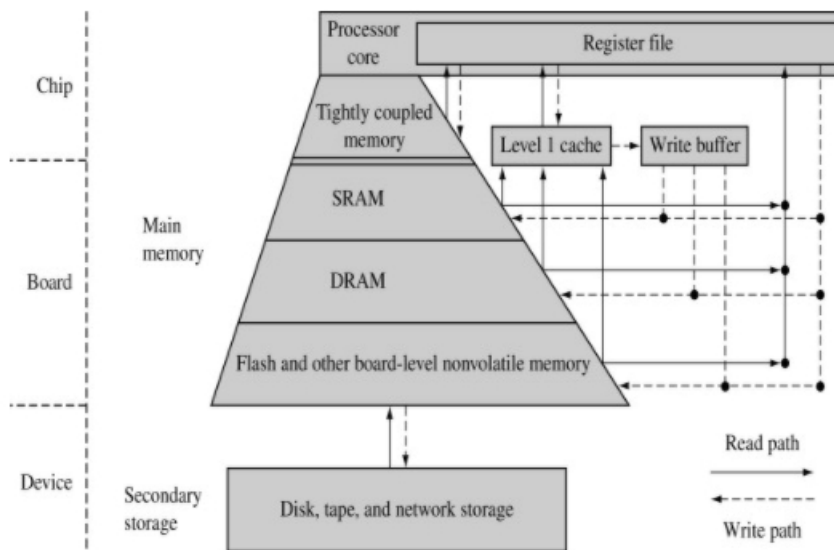 Processor
core
Register file
Chip
Tightly coupled
memory
Level 1 cache
Write buffer
SRAM
Main
memory
Board
DRAM
Flash and other board-level nonvolatile memory
Read path
Device
Secondary
storage
Disk, tape, and network storage
Write path